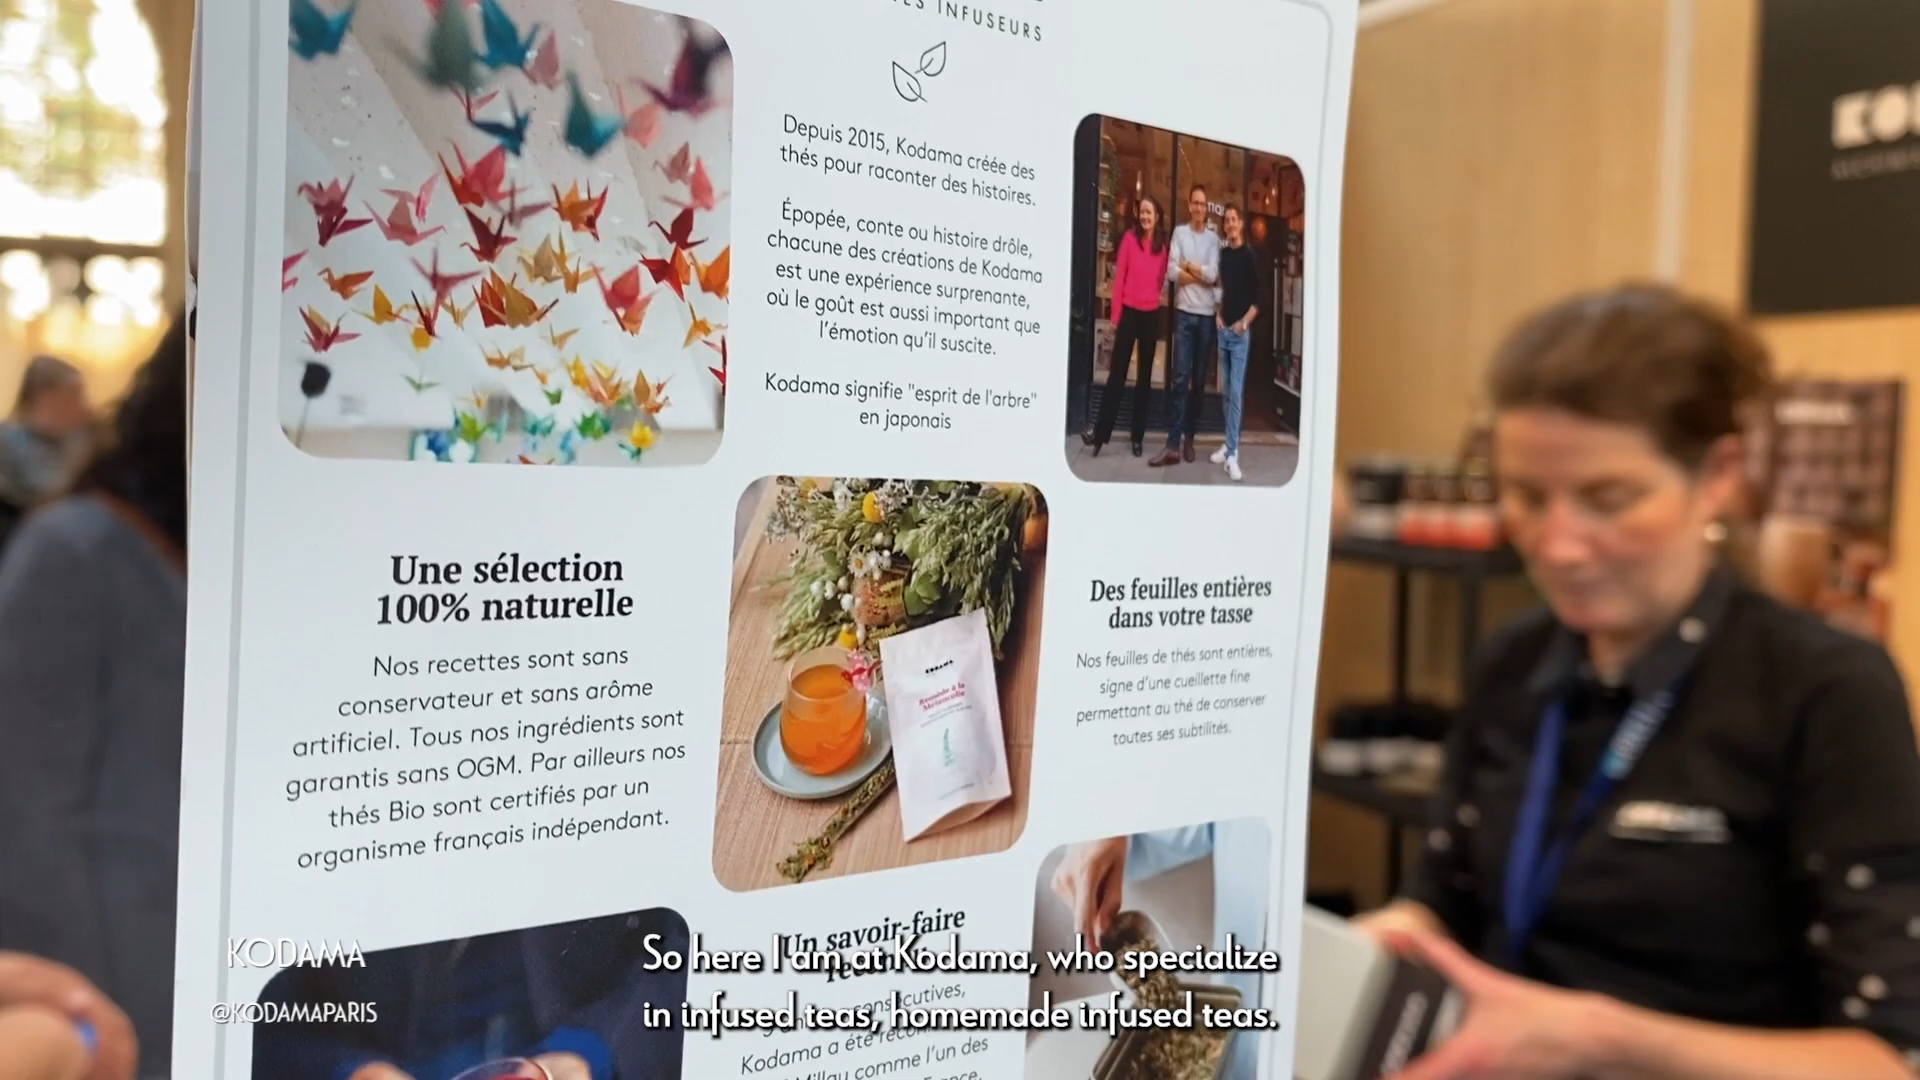 INFUSEURS
Depuis 2015, Kodama créée des
thés pour raconter des histoires.
Épopée, conte ou histoire drôle,
chacune des créations de Kodama
est une expérience surprenante,
où le goût est aussi important que
l'émotion qu'il suscite.
Kodama signifie "esprit de l'arbre"
en japonais
Une sélection
100% naturelle
Nos recettes sont sans
conservateur et sans arôme
artificiel. Tous nos ingrédients sont
garantis sans OGM. Par ailleurs nos
thés Bio sont certifiés par un
organisme français indépendant.
KODAMA
Remède à la
Mélancolie
Des feuilles entières
dans votre tasse
Nos feuilles de thés sont entières,
signe d'une cueillette fine
permettant au thé de conserver
toutes ses subtilités.
Un savoir-faire
Kodama a été
comme l'un des
KODAMA
@KODAMAPARIS
So here I am at Kodama, who specialize
in infused teas, homemade infused teas.